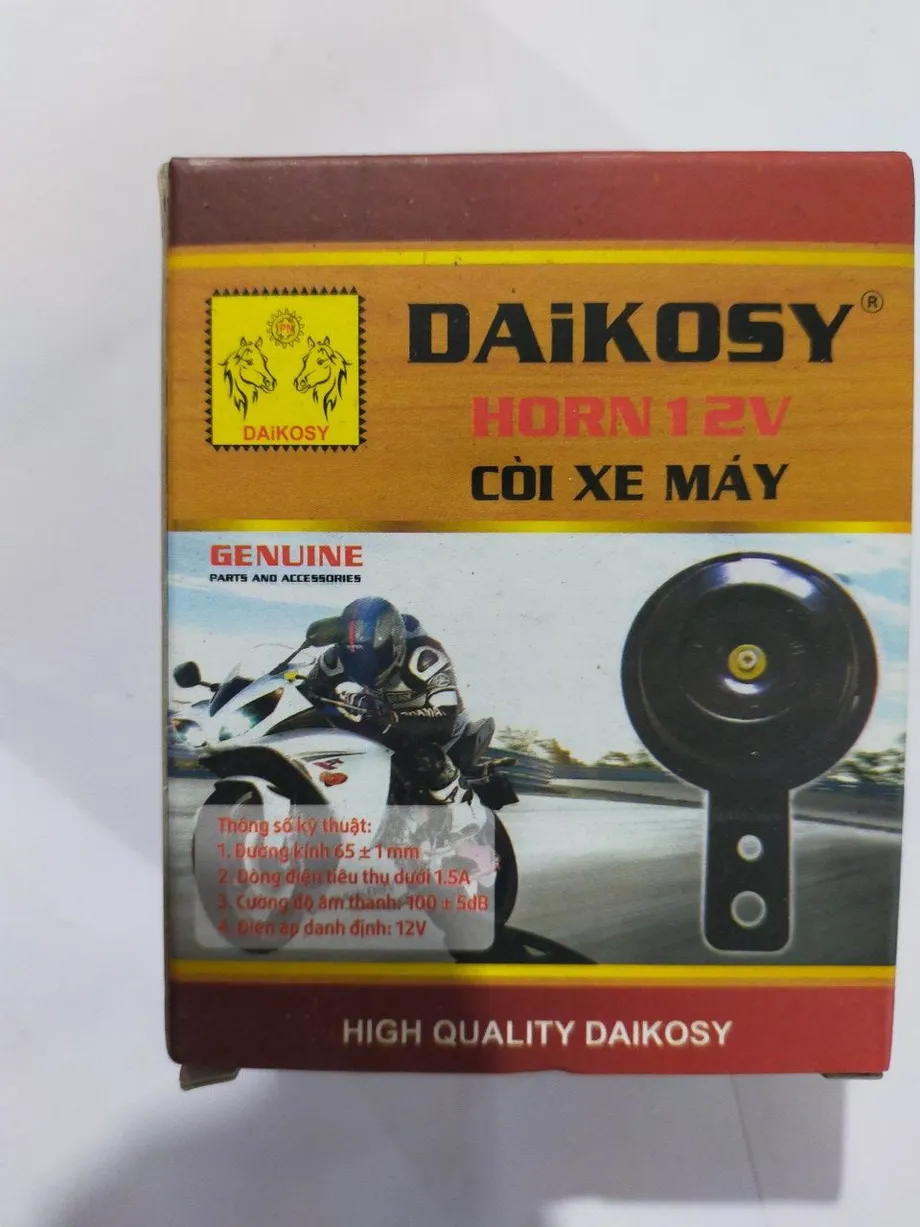 PN
DAiKOSY
DAiKOSY®
HORN 12V
CÒI XE MÁY
GENUINE
PARTS AND ACCESSORIES
Thông số kỹ thuật:
1. Đường kính 65 ± 1 mm
2. Dòng điện tiêu thụ dưới 1.5A
3. Cường độ âm thanh: 100 ± 5dB
4. Điện áp danh định: 12V
HIGH QUALITY DAIKOSY